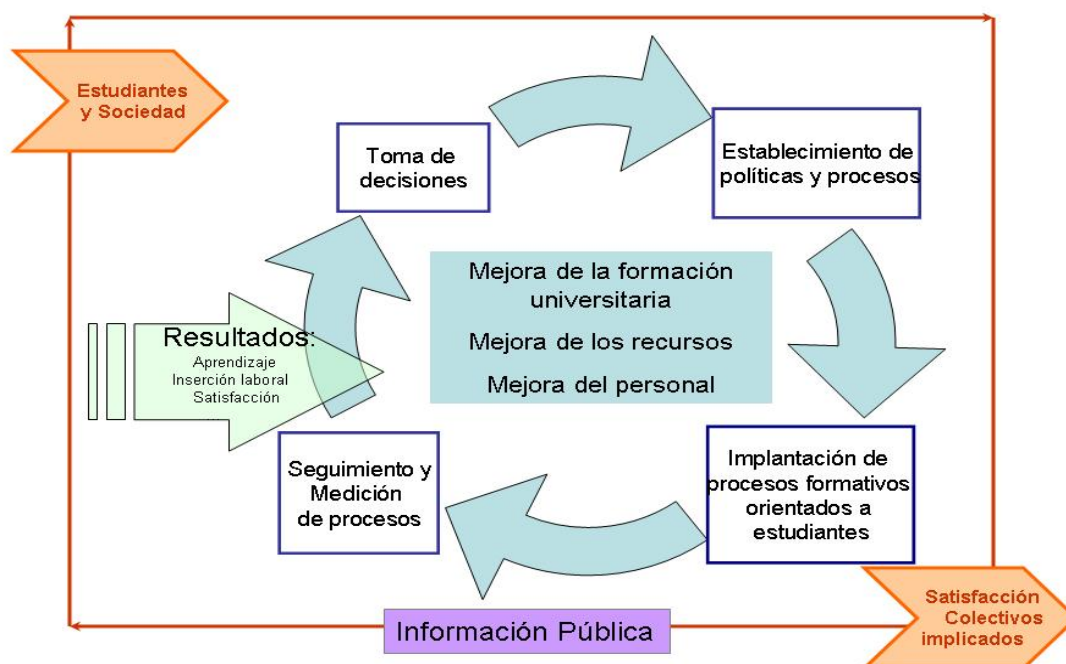 Estudiantes
y Sociedad
Toma de
decisiones
Establecimiento de
políticas y procesos
Mejora de la formación
universitaria
Mejora de los recursos
Mejora del personal
Resultados:
Aprendizaje
Inserción laboral
Satisfacción
Seguimiento y
Medición
de procesos
Implantación de
procesos formativos
orientados a
estudiantes
Información Pública
Satisfacción
Colectivos
implicados